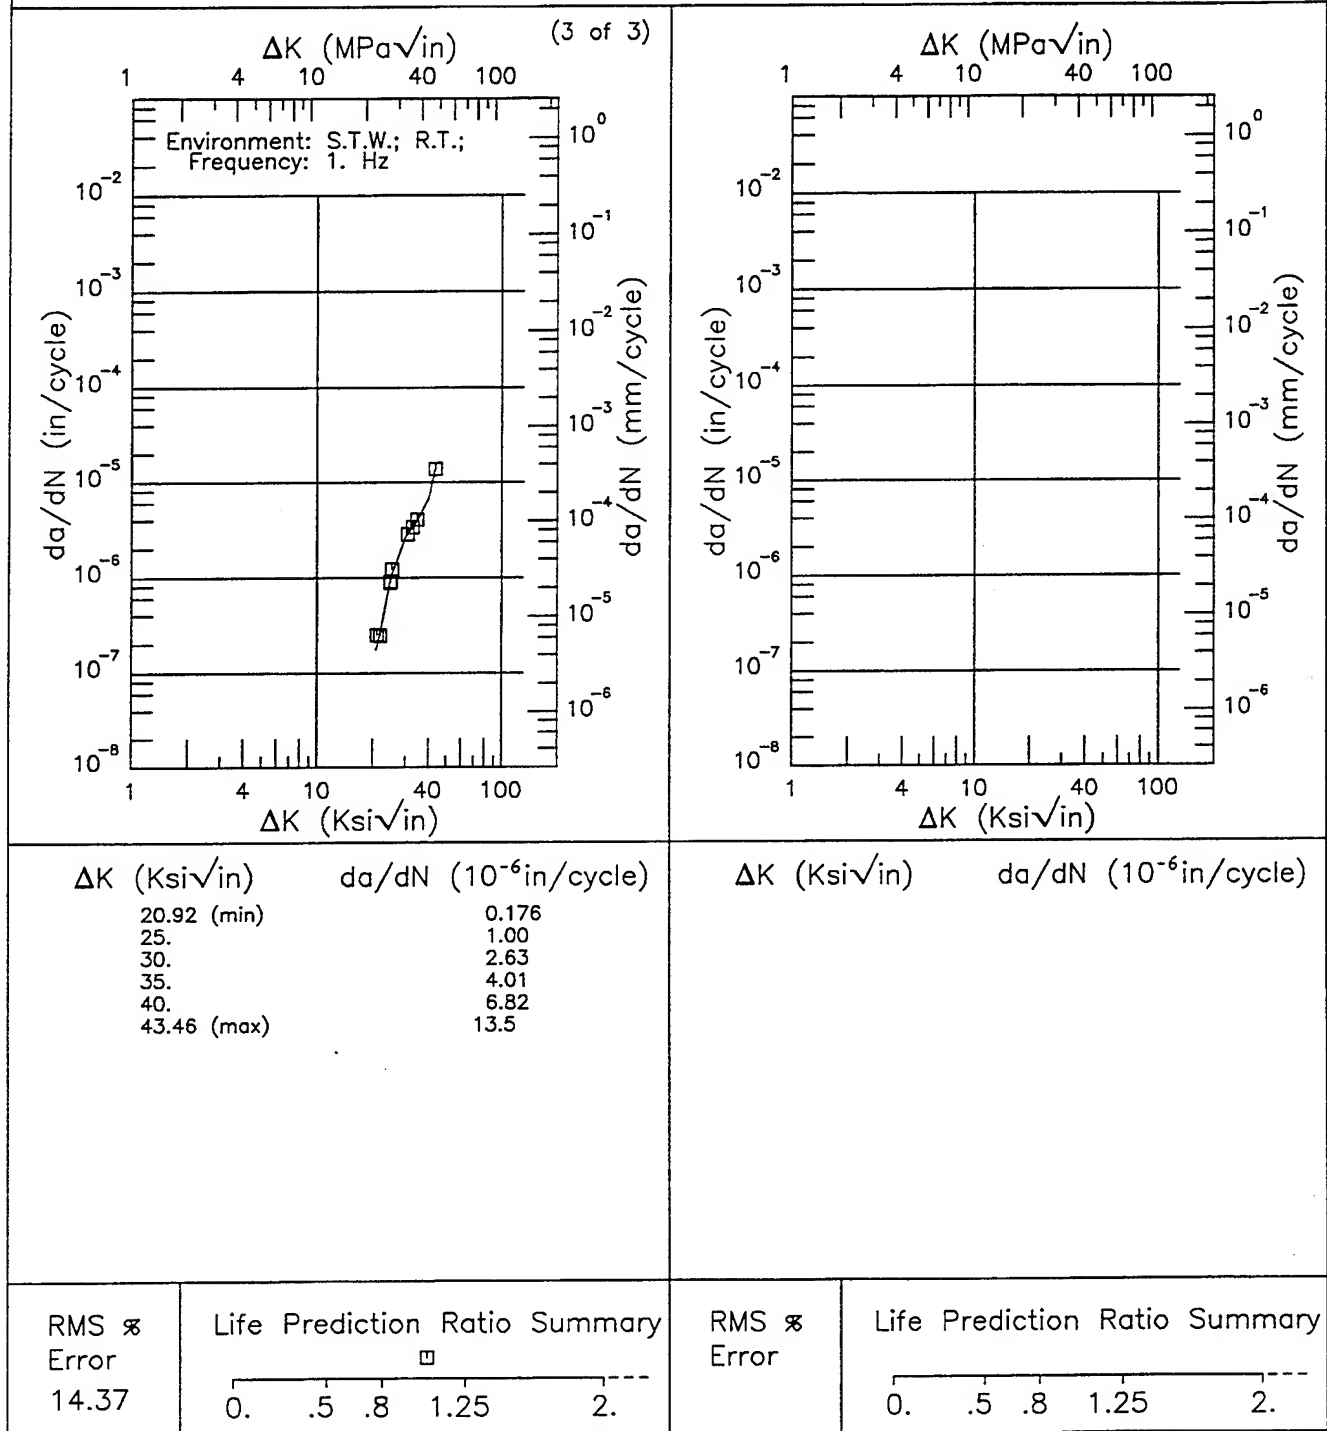 (3 of 3)
ΔK (MPa√in)
1 4 10 40 100
Environment: S.T.W.; R.T.;
Frequency: 1. Hz
da/dN (in/cycle)
10⁻²
10⁻³
10⁻⁴
10⁻⁵
10⁻⁶
10⁻⁷
10⁻⁸
10⁰
10⁻¹
10⁻²
10⁻³
10⁻⁴
10⁻⁵
10⁻⁶
da/dN (mm/cycle)
1 4 10 40 100
ΔK (Ksi√in)
ΔK (Ksi√in) da/dN (10⁻⁶in/cycle)
20.92 (min) 0.176
25. 1.00
30. 2.63
35. 4.01
40. 6.82
43.46 (max) 13.5
RMS %
Error
14.37
Life Prediction Ratio Summary
0. .5 .8 1.25 2.
ΔK (MPa√in)
1 4 10 40 100
da/dN (in/cycle)
10⁻²
10⁻³
10⁻⁴
10⁻⁵
10⁻⁶
10⁻⁷
10⁻⁸
10⁰
10⁻¹
10⁻²
10⁻³
10⁻⁴
10⁻⁵
10⁻⁶
da/dN (mm/cycle)
1 4 10 40 100
ΔK (Ksi√in)
ΔK (Ksi√in) da/dN (10⁻⁶in/cycle)
RMS %
Error
Life Prediction Ratio Summary
0. .5 .8 1.25 2.